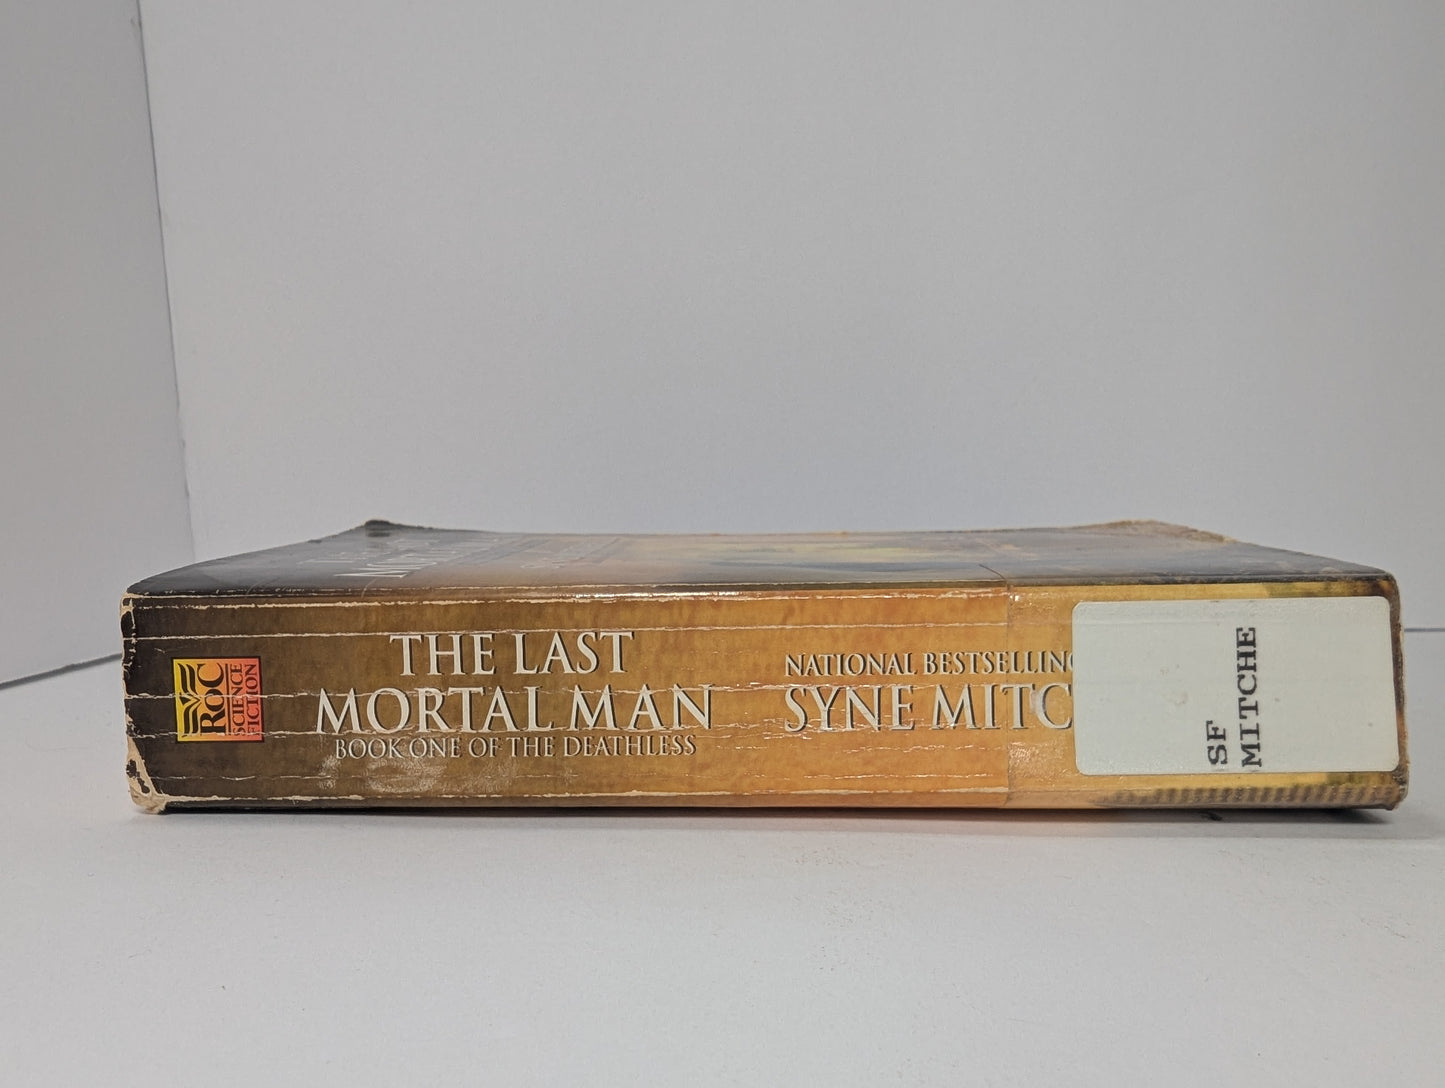 ROC
SCIENCE
FICTION
THE LAST
MORTAL MAN
BOOK ONE OF THE DEATHLESS
NATIONAL BESTSELLING
SYNE MITC
SF
MITCHE